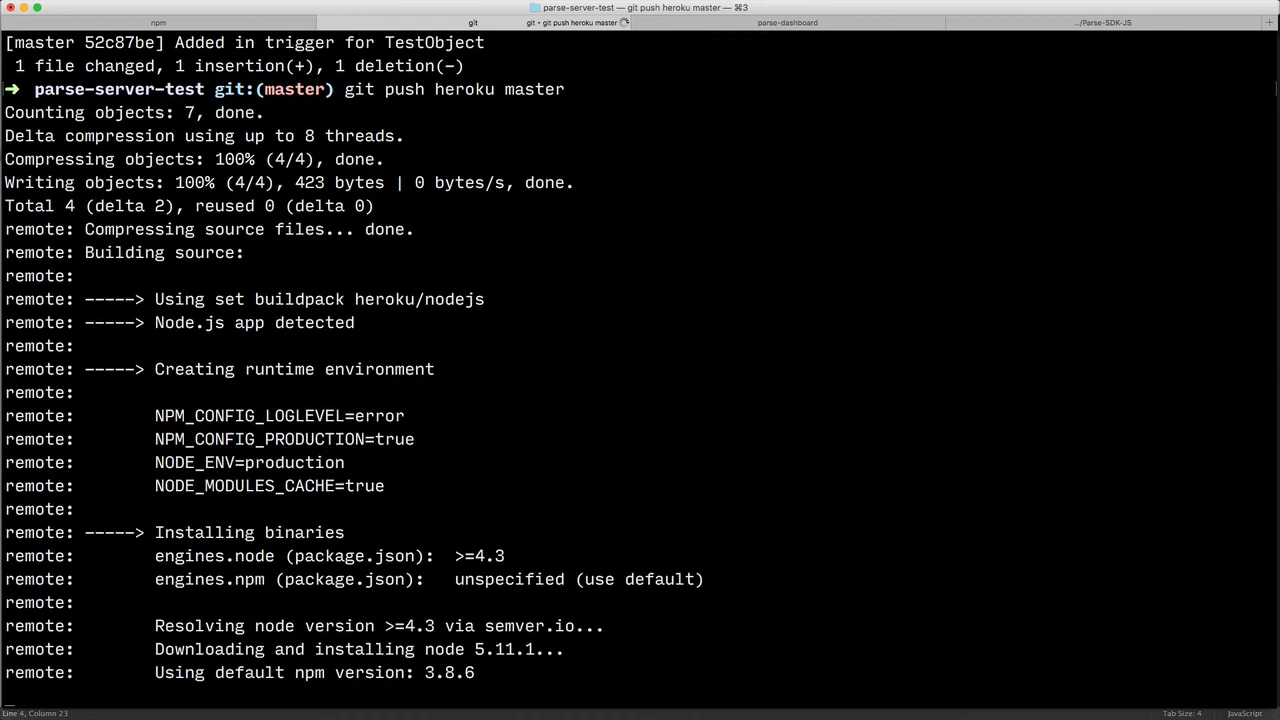 parse-server-test — git push heroku master — ⌘3
npm
git
git • git push heroku master
parse-dashboard
../Parse-SDK-JS
[master 52c87be] Added in trigger for TestObject
 1 file changed, 1 insertion(+), 1 deletion(-)
➜  parse-server-test git:(master) git push heroku master
Counting objects: 7, done.
Delta compression using up to 8 threads.
Compressing objects: 100% (4/4), done.
Writing objects: 100% (4/4), 423 bytes | 0 bytes/s, done.
Total 4 (delta 2), reused 0 (delta 0)
remote: Compressing source files... done.
remote: Building source:
remote:
remote: -----> Using set buildpack heroku/nodejs
remote: -----> Node.js app detected
remote:
remote: -----> Creating runtime environment
remote:
remote:        NPM_CONFIG_LOGLEVEL=error
remote:        NPM_CONFIG_PRODUCTION=true
remote:        NODE_ENV=production
remote:        NODE_MODULES_CACHE=true
remote:
remote: -----> Installing binaries
remote:        engines.node (package.json):  >=4.3
remote:        engines.npm (package.json):   unspecified (use default)
remote:
remote:        Resolving node version >=4.3 via semver.io...
remote:        Downloading and installing node 5.11.1...
remote:        Using default npm version: 3.8.6
Line 4, Column 23
Tab Size: 4
JavaScript